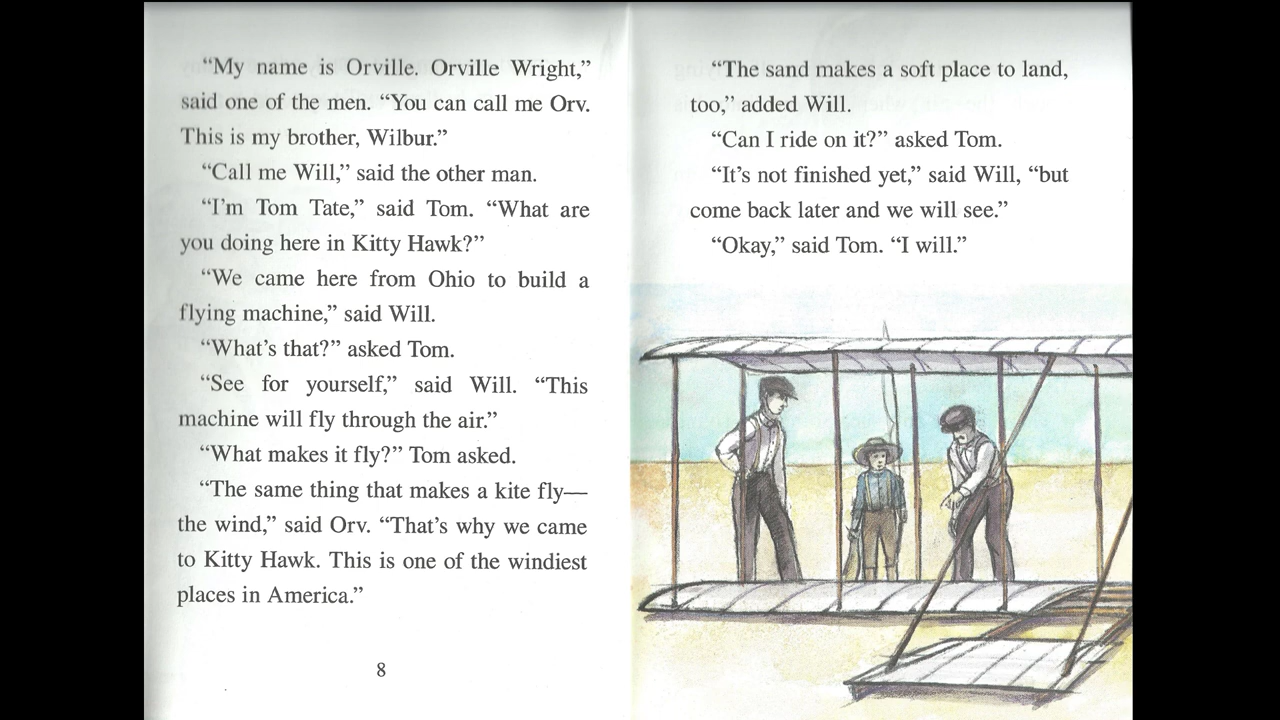 “My name is Orville. Orville Wright,”
said one of the men. “You can call me Orv.
This is my brother, Wilbur.”
“Call me Will,” said the other man.
“I’m Tom Tate,” said Tom. “What are
you doing here in Kitty Hawk?”
“We came here from Ohio to build a
flying machine,” said Will.
“What’s that?” asked Tom.
“See for yourself,” said Will. “This
machine will fly through the air.”
“What makes it fly?” Tom asked.
“The same thing that makes a kite fly—
the wind,” said Orv. “That’s why we came
to Kitty Hawk. This is one of the windiest
places in America.”
8
“The sand makes a soft place to land,
too,” added Will.
“Can I ride on it?” asked Tom.
“It’s not finished yet,” said Will, “but
come back later and we will see.”
“Okay,” said Tom. “I will.”